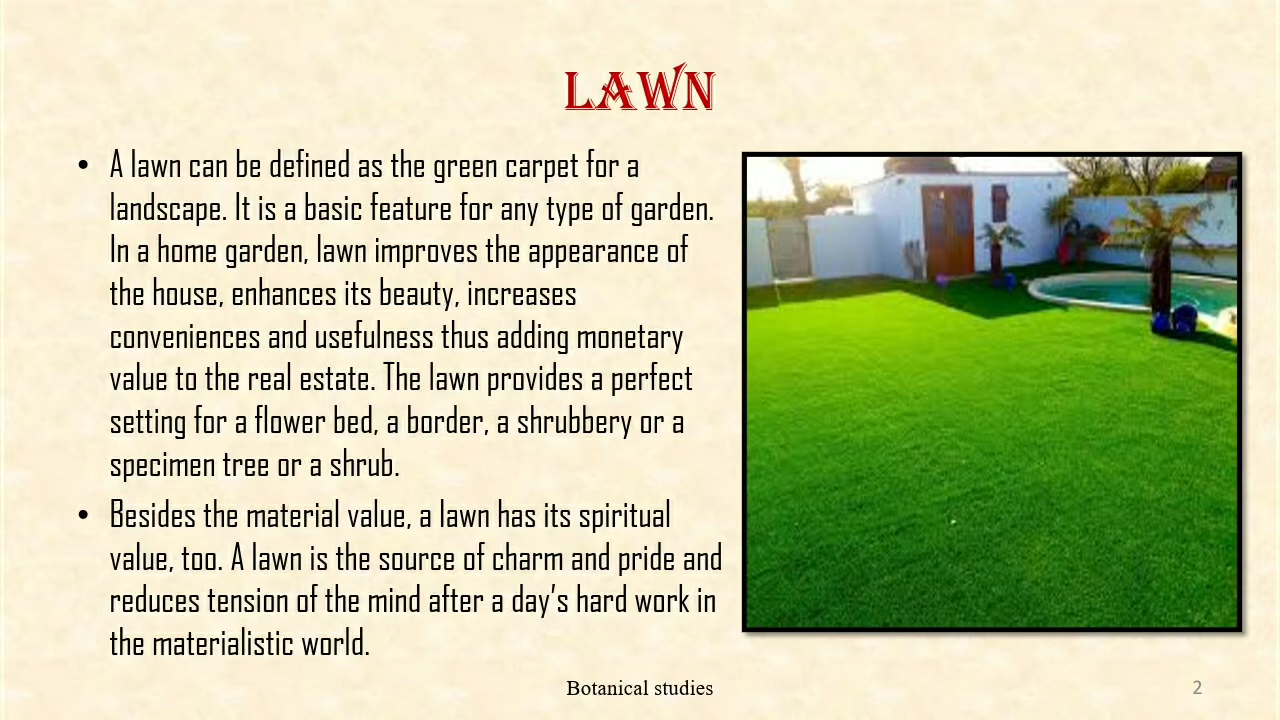 LAWN
• A lawn can be defined as the green carpet for a
landscape. It is a basic feature for any type of garden.
In a home garden, lawn improves the appearance of
the house, enhances its beauty, increases
conveniences and usefulness thus adding monetary
value to the real estate. The lawn provides a perfect
setting for a flower bed, a border, a shrubbery or a
specimen tree or a shrub.
• Besides the material value, a lawn has its spiritual
value, too. A lawn is the source of charm and pride and
reduces tension of the mind after a day’s hard work in
the materialistic world.
Botanical studies
2